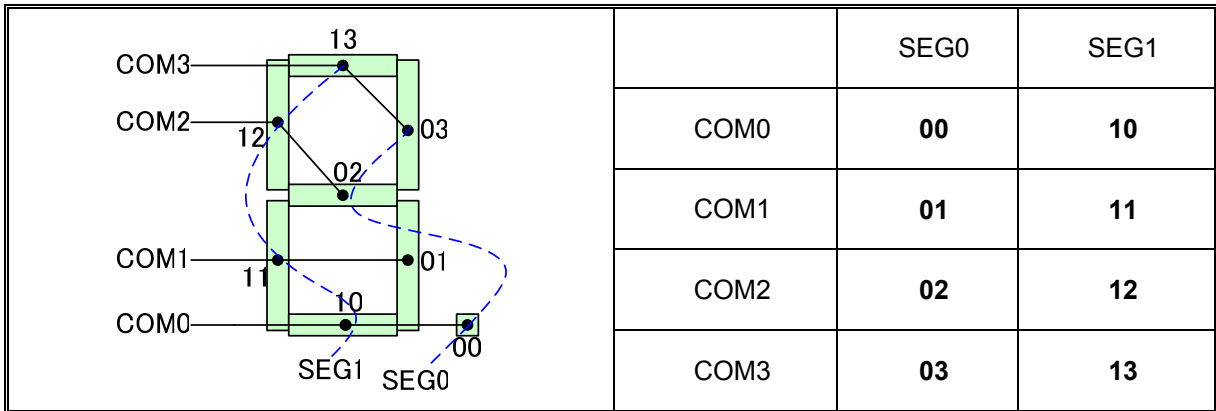 13
COM3
COM2
12
03
02
COM1
11
01
10
COM0
00
SEG1
SEG0
SEG0 SEG1
COM0 00 10
COM1 01 11
COM2 02 12
COM3 03 13